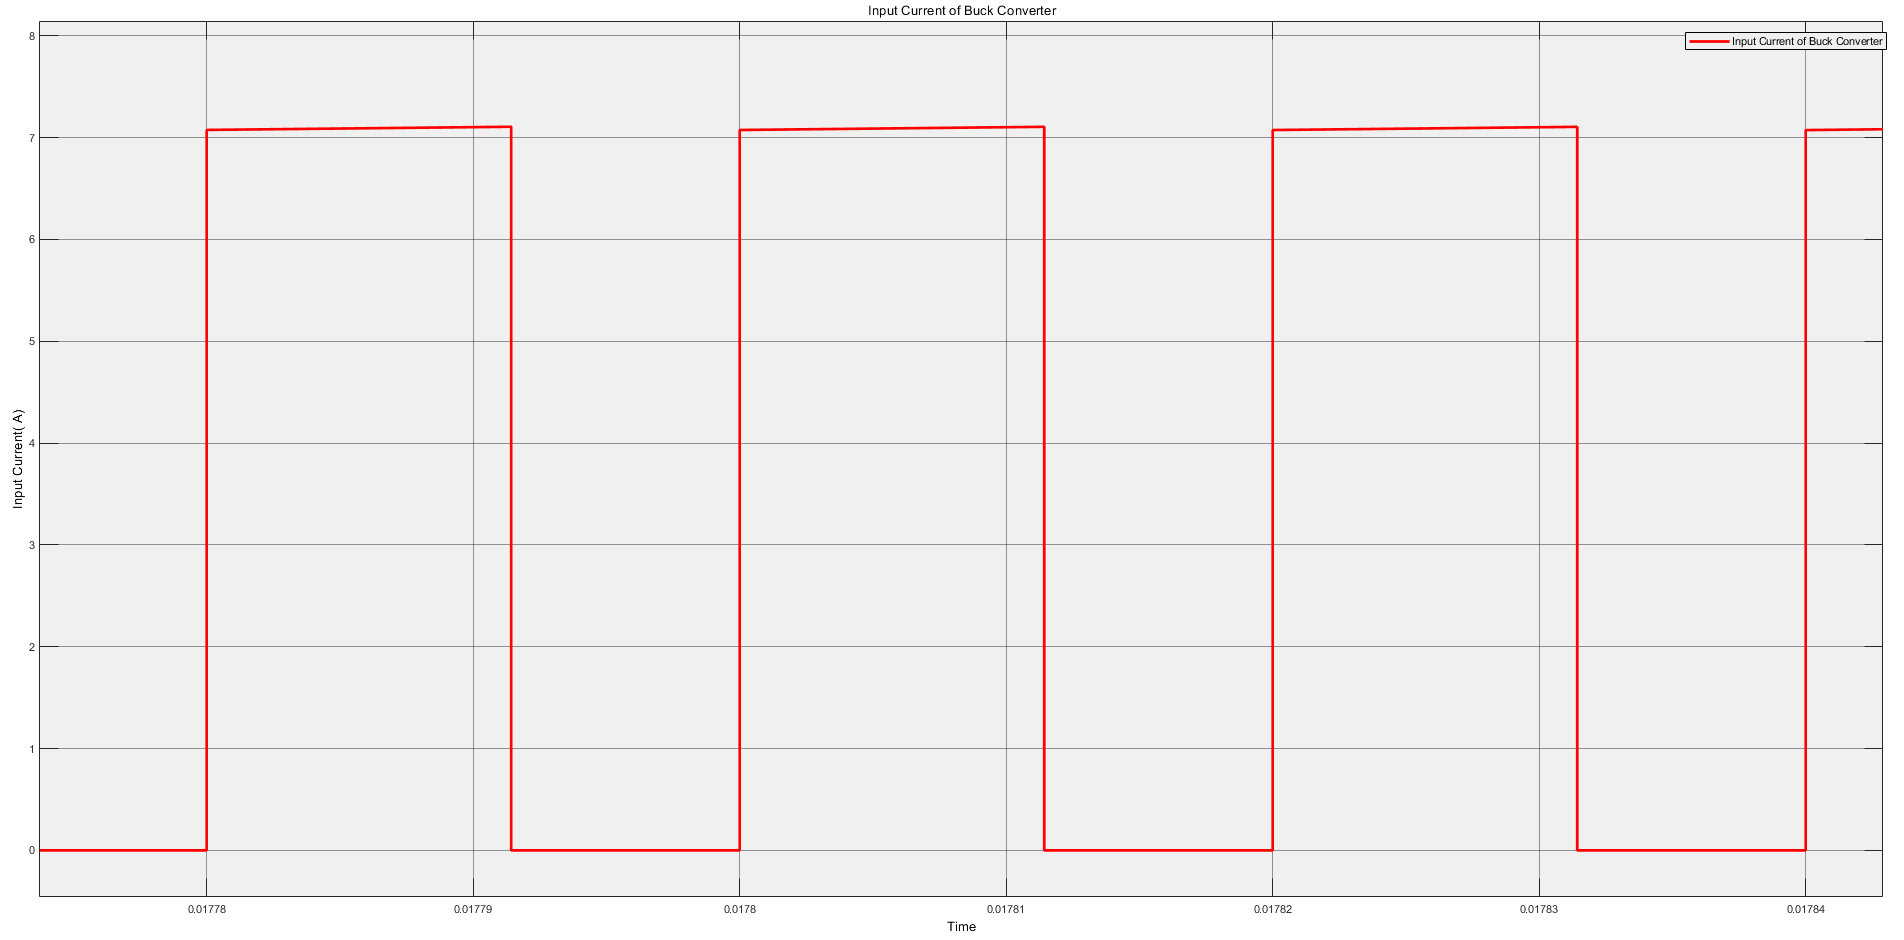 Input Current of Buck Converter
Input Current of Buck Converter
8
7
6
5
4
3
2
1
0
Input Current( A)
0.01778 0.01779 0.0178 0.01781 0.01782 0.01783 0.01784
Time